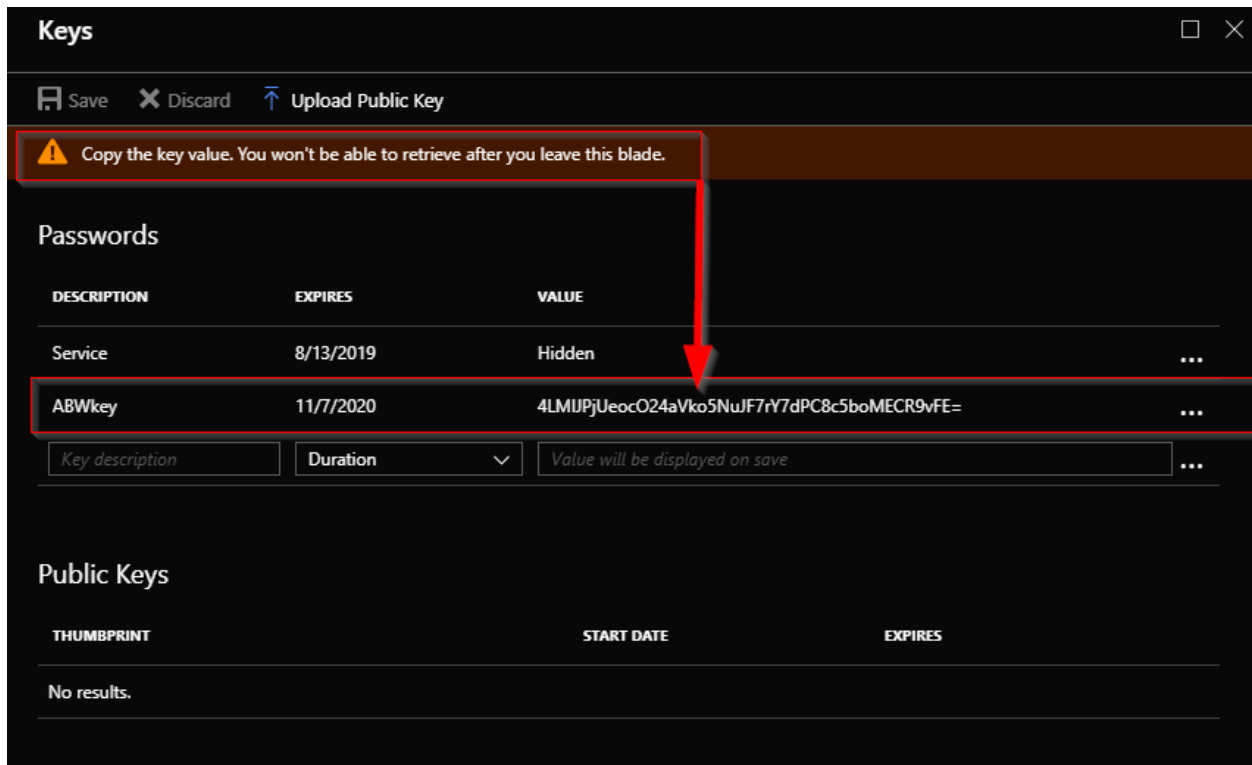 Keys
Save Discard Upload Public Key
Copy the key value. You won't be able to retrieve after you leave this blade.
Passwords
DESCRIPTION EXPIRES VALUE
Service 8/13/2019 Hidden ...
ABWkey 11/7/2020 4LMIJPjUeocO24aVko5NuJF7rY7dPC8c5boMECR9vFE= ...
Key description Duration Value will be displayed on save ...
Public Keys
THUMBPRINT START DATE EXPIRES
No results.